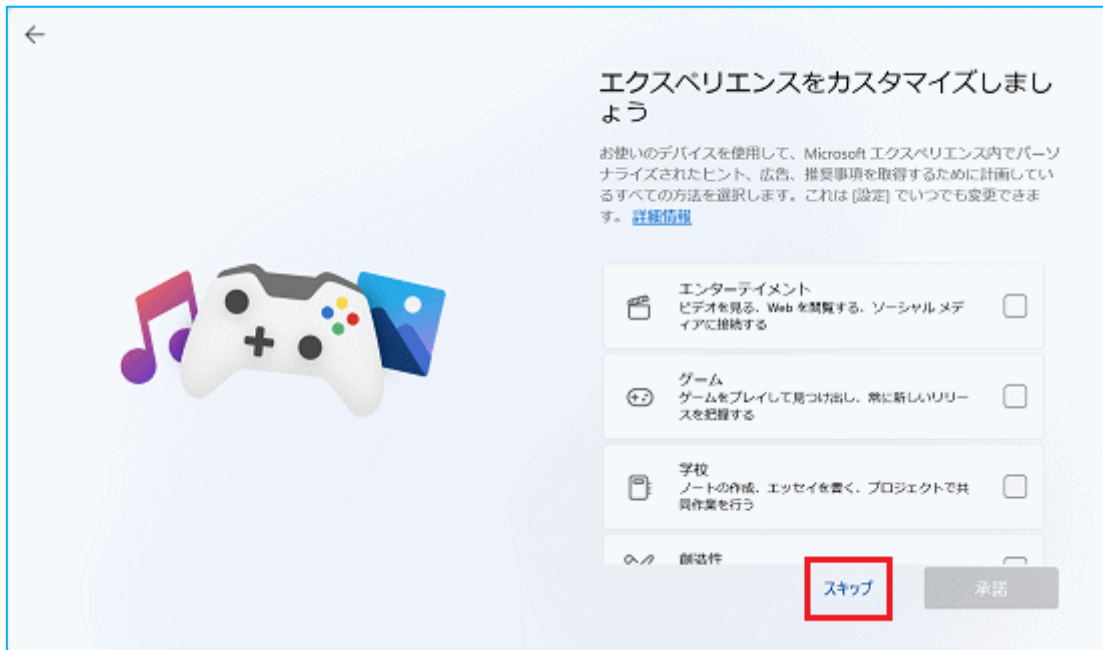 エクスペリエンスをカスタマイズしまし
ょう
お使いのデバイスを使用して、Microsoft エクスペリエンス内でパーソ
ナライズされたヒント、広告、推奨事項を取得するために計画してい
るすべての方法を選択します。これは [設定] でいつでも変更できま
す。 詳細情報
エンターテイメント
ビデオを見る、Web を閲覧する、ソーシャル メデ
ィアに接続する
ゲーム
ゲームをプレイして見つけ出し、常に新しいリリー
スを把握する
学校
ノートの作成、エッセイを書く、プロジェクトで共
同作業を行う
創造性
スキップ
承諾